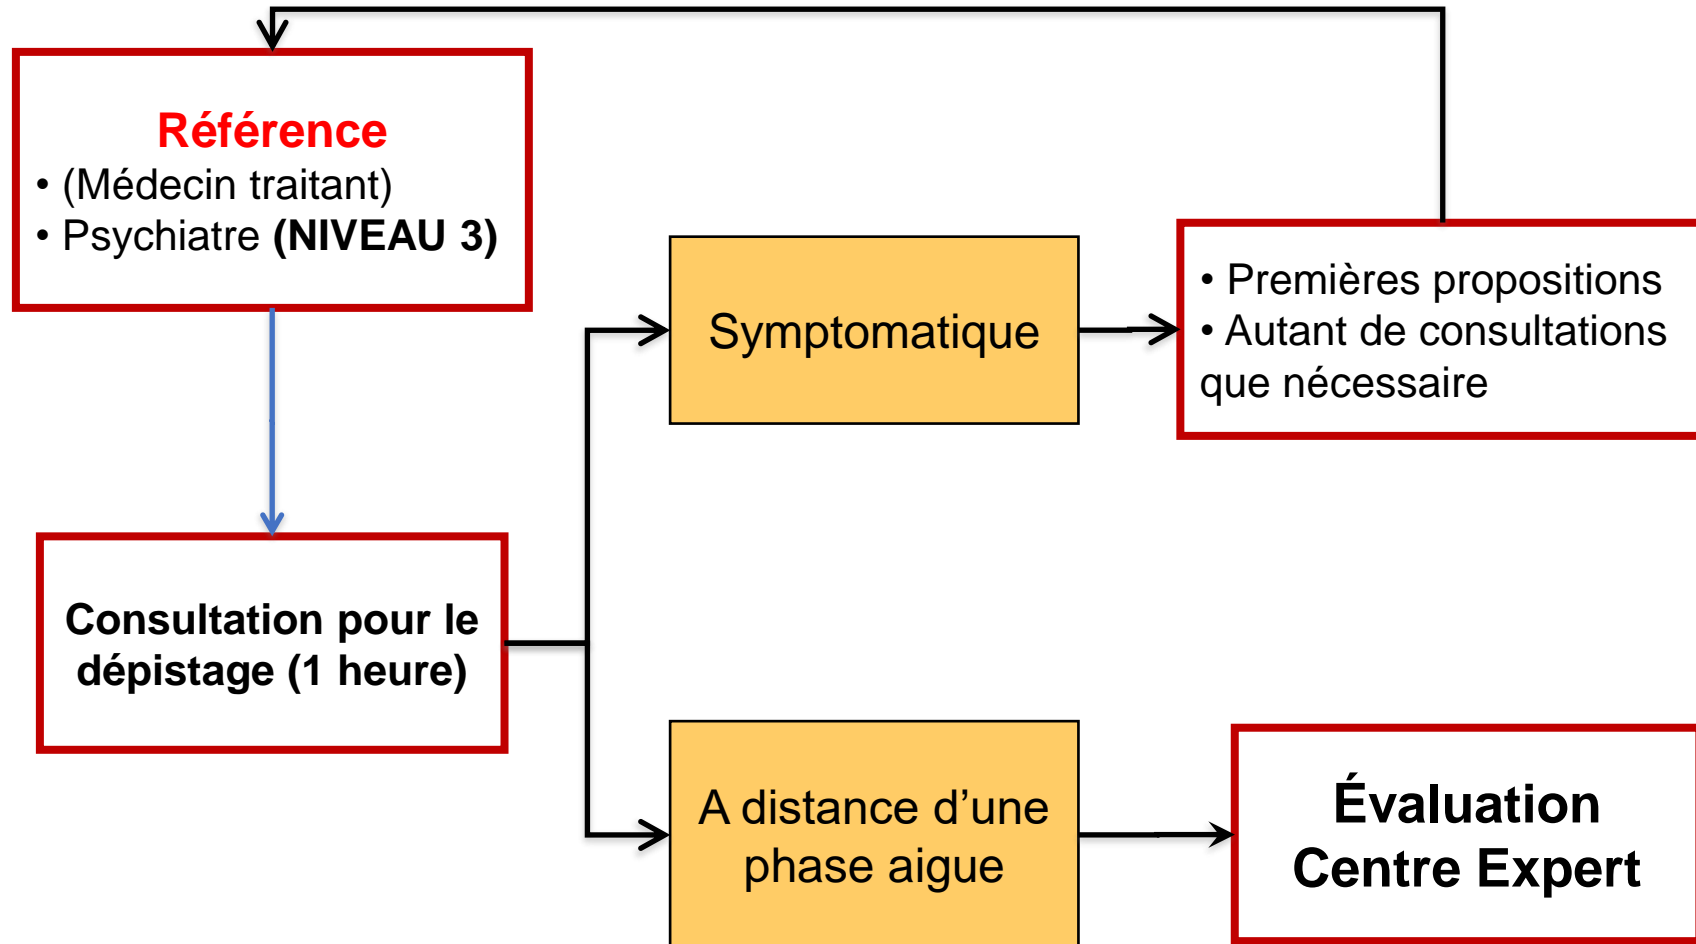 Référence
• (Médecin traitant)
• Psychiatre (NIVEAU 3)
Consultation pour le
dépistage (1 heure)
Symptomatique
• Premières propositions
• Autant de consultations
que nécessaire
A distance d’une
phase aigue
Évaluation
Centre Expert